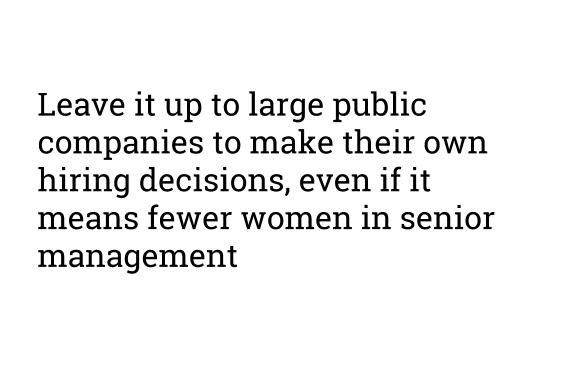 Leave it up to large public
companies to make their own
hiring decisions, even if it
means fewer women in senior
management